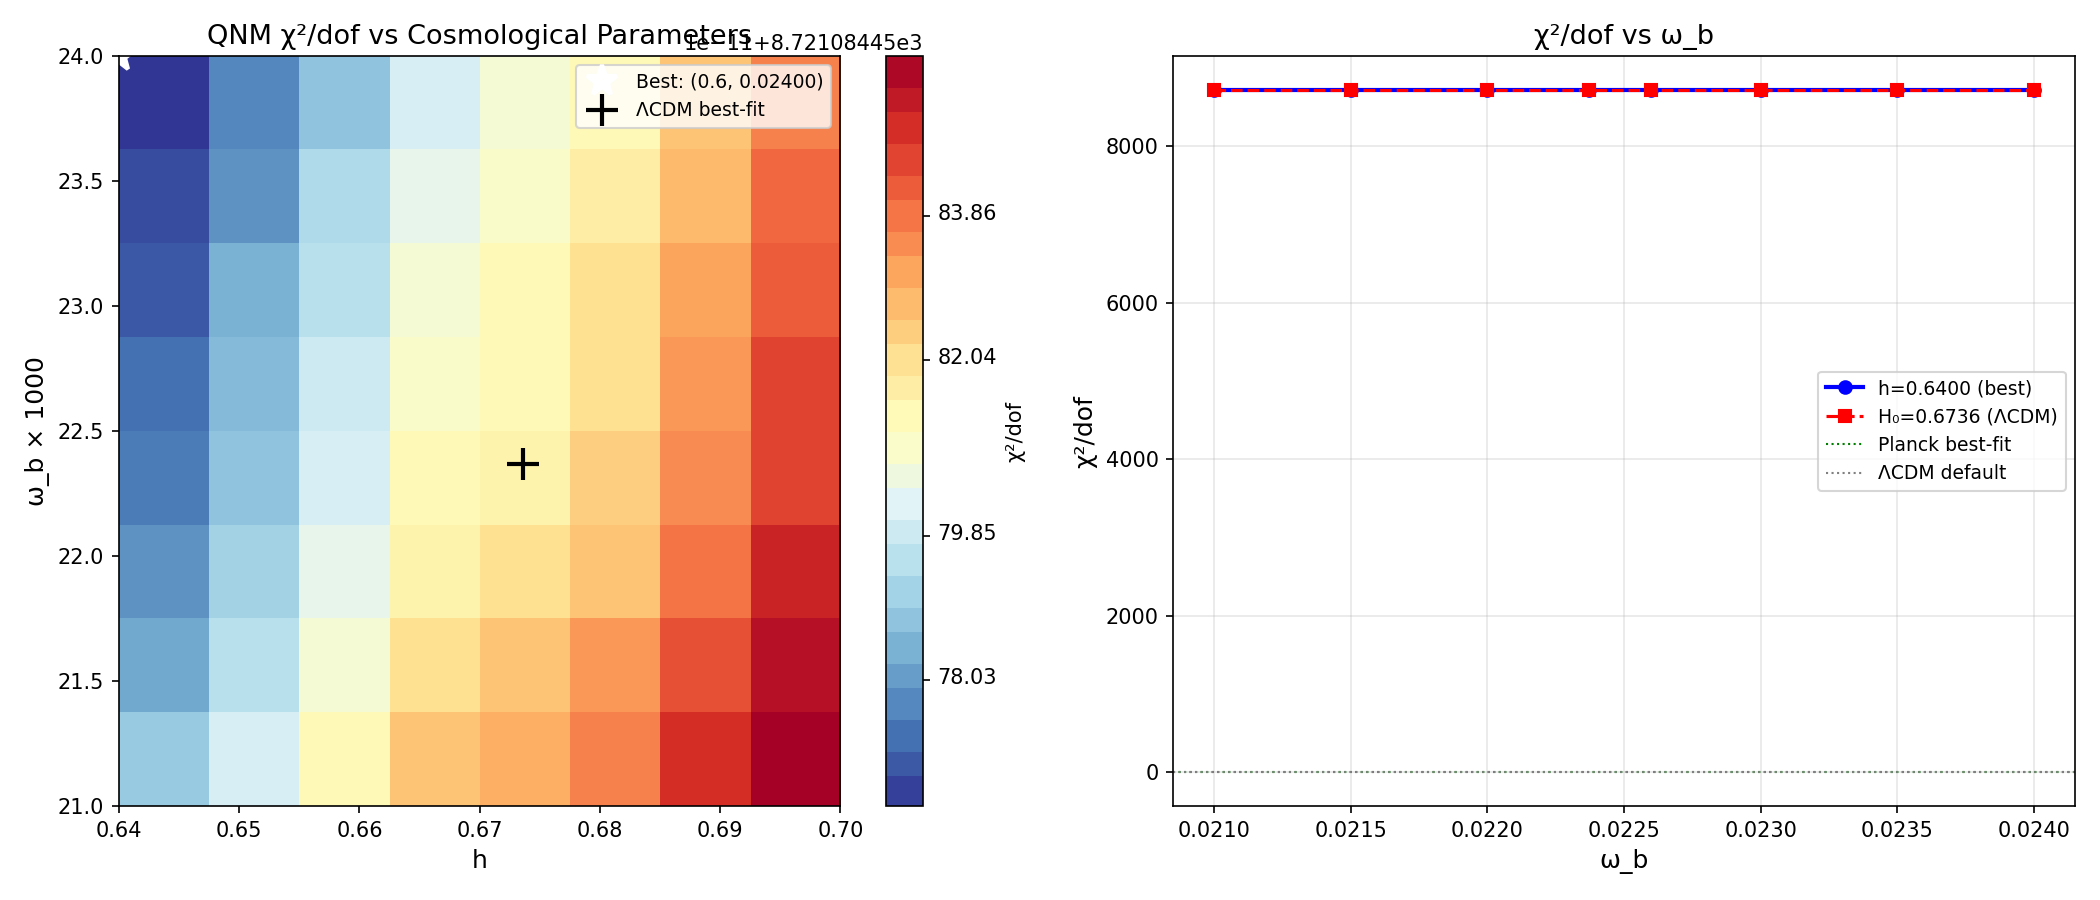 QNM χ²/dof vs Cosmological Parameters
1e−11+8.72108445e3
Best: (0.6, 0.02400)
ΛCDM best-fit
24.0
23.5
23.0
22.5
22.0
21.5
21.0
ω_b × 1000
0.64 0.65 0.66 0.67 0.68 0.69 0.70
h
83.86
82.04
79.85
78.03
χ²/dof
χ²/dof vs ω_b
8000
6000
4000
2000
0
χ²/dof
h=0.6400 (best)
H₀=0.6736 (ΛCDM)
Planck best-fit
ΛCDM default
0.0210 0.0215 0.0220 0.0225 0.0230 0.0235 0.0240
ω_b